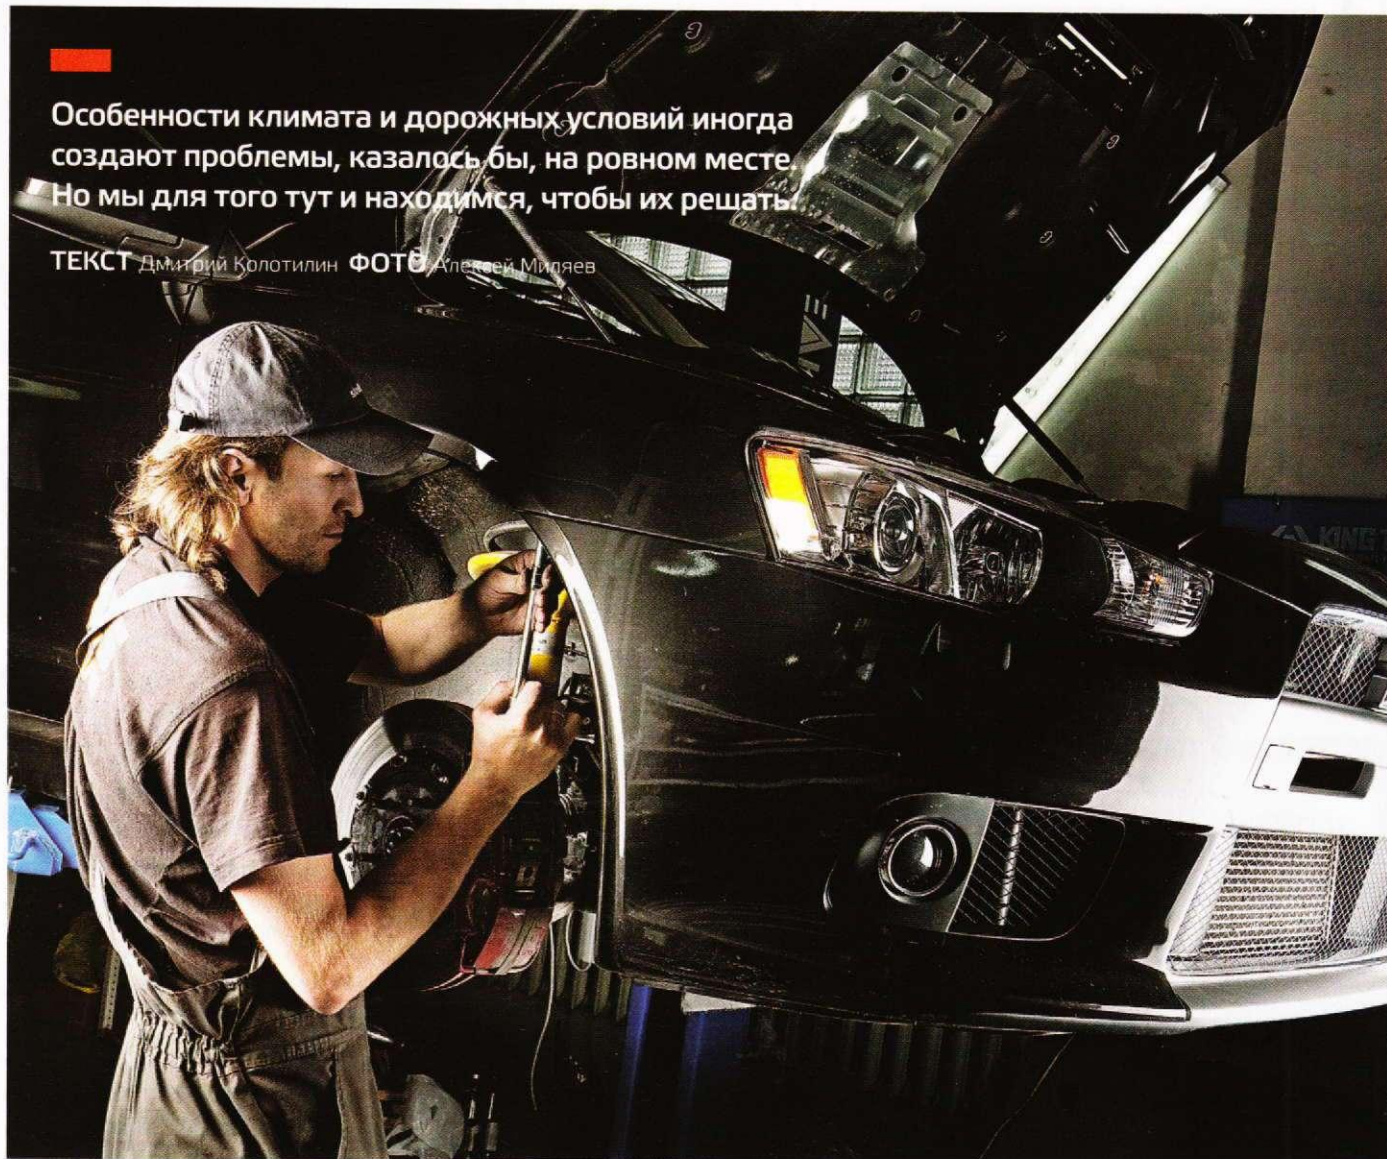 Особенности климата и дорожных условий иногда
создают проблемы, казалось бы, на ровном месте.
Но мы для того тут и находимся, чтобы их решать.
ТЕКСТ Дмитрий Колотилин ФОТО Алексей Миляев